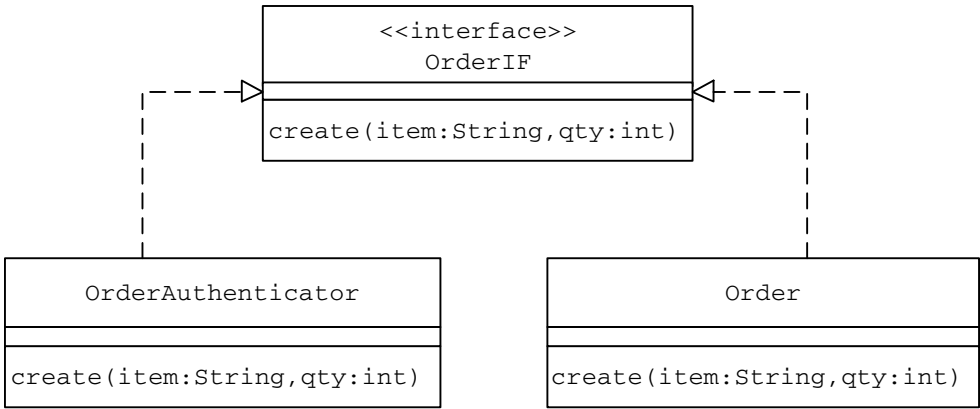 <<interface>>
OrderIF
create(item:String,qty:int)
OrderAuthenticator
create(item:String,qty:int)
Order
create(item:String,qty:int)